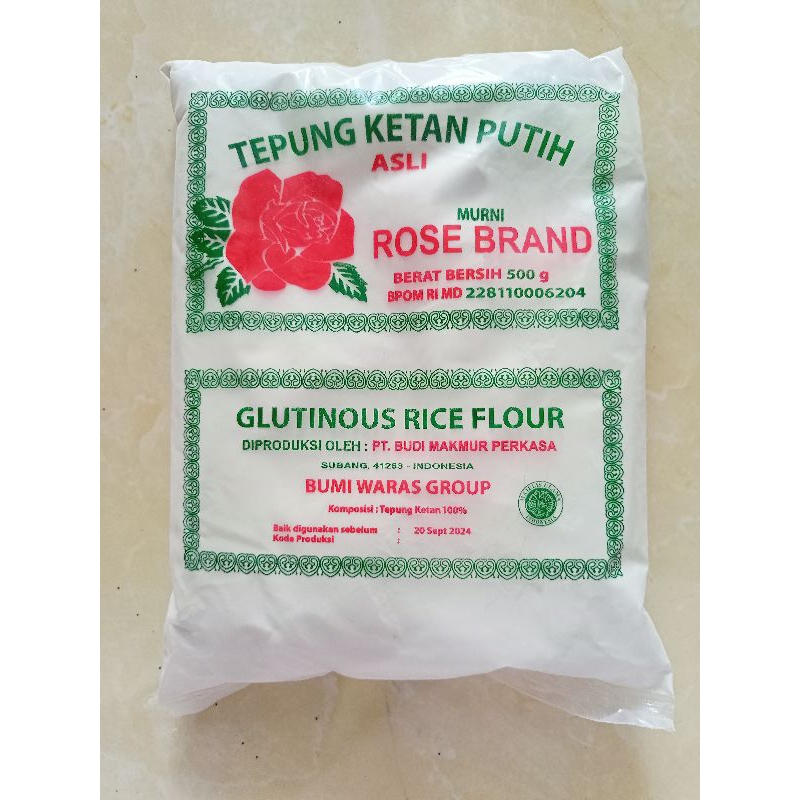 TEPUNG KETAN PUTIH
ASLI
MURNI
ROSE BRAND
BERAT BERSIH 500 g
BPOM RI MD 228110006204
GLUTINOUS RICE FLOUR
DIPRODUKSI OLEH : PT. BUDI MAKMUR PERKASA
SUBANG, 41263 - INDONESIA
BUMI WARAS GROUP
Komposisi : Tepung Ketan 100%
Baik digunakan sebelum : 20 Sept 2024
Kode Produksi :